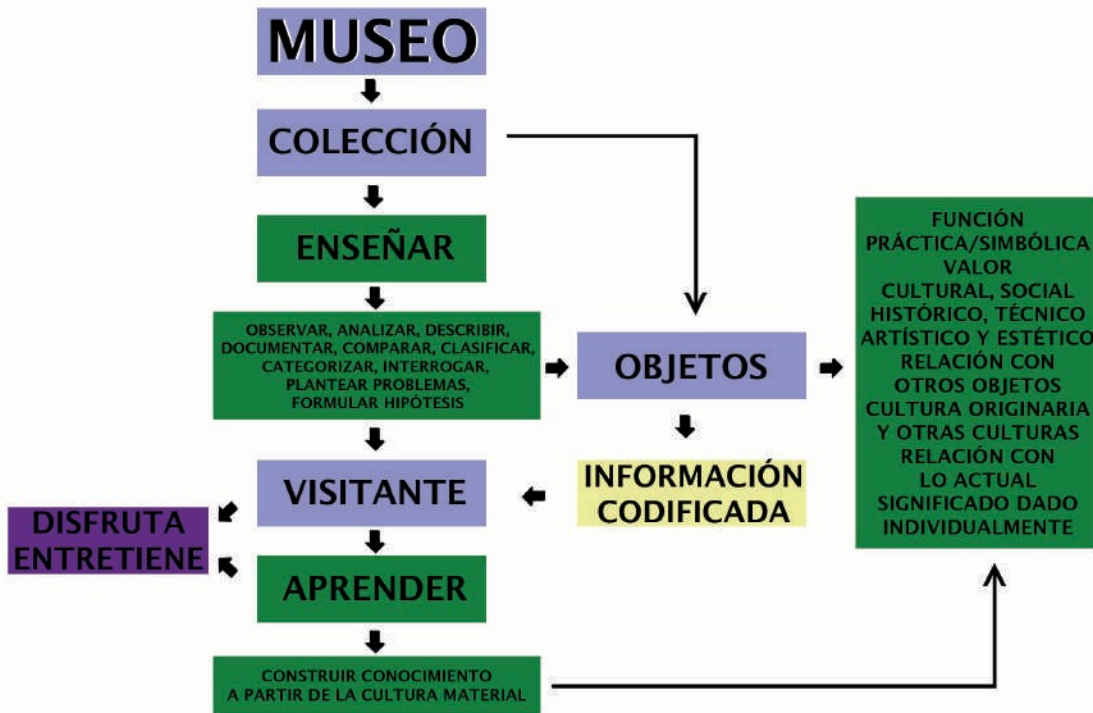 MUSEO
COLECCIÓN
ENSEÑAR
OBSERVAR, ANALIZAR, DESCRIBIR,
DOCUMENTAR, COMPARAR, CLASIFICAR,
CATEGORIZAR, INTERROGAR,
PLANTEAR PROBLEMAS,
FORMULAR HIPÓTESIS
OBJETOS
FUNCIÓN
PRÁCTICA/SIMBÓLICA
VALOR
CULTURAL, SOCIAL
HISTÓRICO, TÉCNICO
ARTÍSTICO Y ESTÉTICO
RELACIÓN CON
OTROS OBJETOS
CULTURA ORIGINARIA
Y OTRAS CULTURAS
RELACIÓN CON
LO ACTUAL
SIGNIFICADO DADO
INDIVIDUALMENTE
VISITANTE
INFORMACIÓN
CODIFICADA
DISFRUTA
ENTRETIENE
APRENDER
CONSTRUIR CONOCIMIENTO
A PARTIR DE LA CULTURA MATERIAL